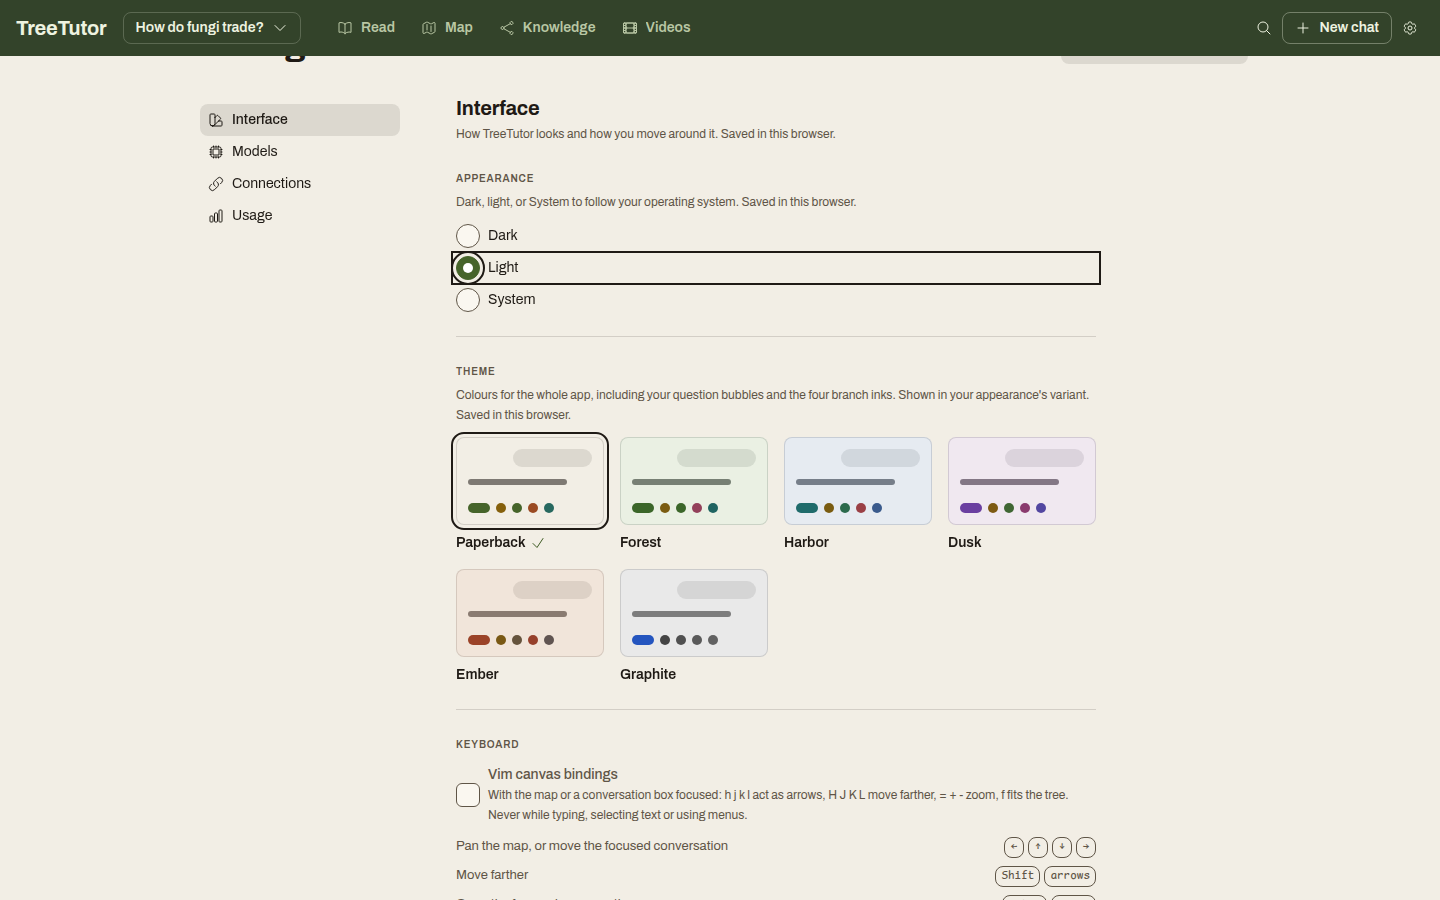 TreeTutor How do fungi trade? Read Map Knowledge Videos New chat
Interface
Models
Connections
Usage
Interface
How TreeTutor looks and how you move around it. Saved in this browser.
APPEARANCE
Dark, light, or System to follow your operating system. Saved in this browser.
Dark
Light
System
THEME
Colours for the whole app, including your question bubbles and the four branch inks. Shown in your appearance's variant.
Saved in this browser.
Paperback Forest Harbor Dusk
Ember Graphite
KEYBOARD
Vim canvas bindings
With the map or a conversation box focused: h j k l act as arrows, H J K L move farther, = + - zoom, f fits the tree.
Never while typing, selecting text or using menus.
Pan the map, or move the focused conversation ← ↑ ↓ →
Move farther Shift arrows